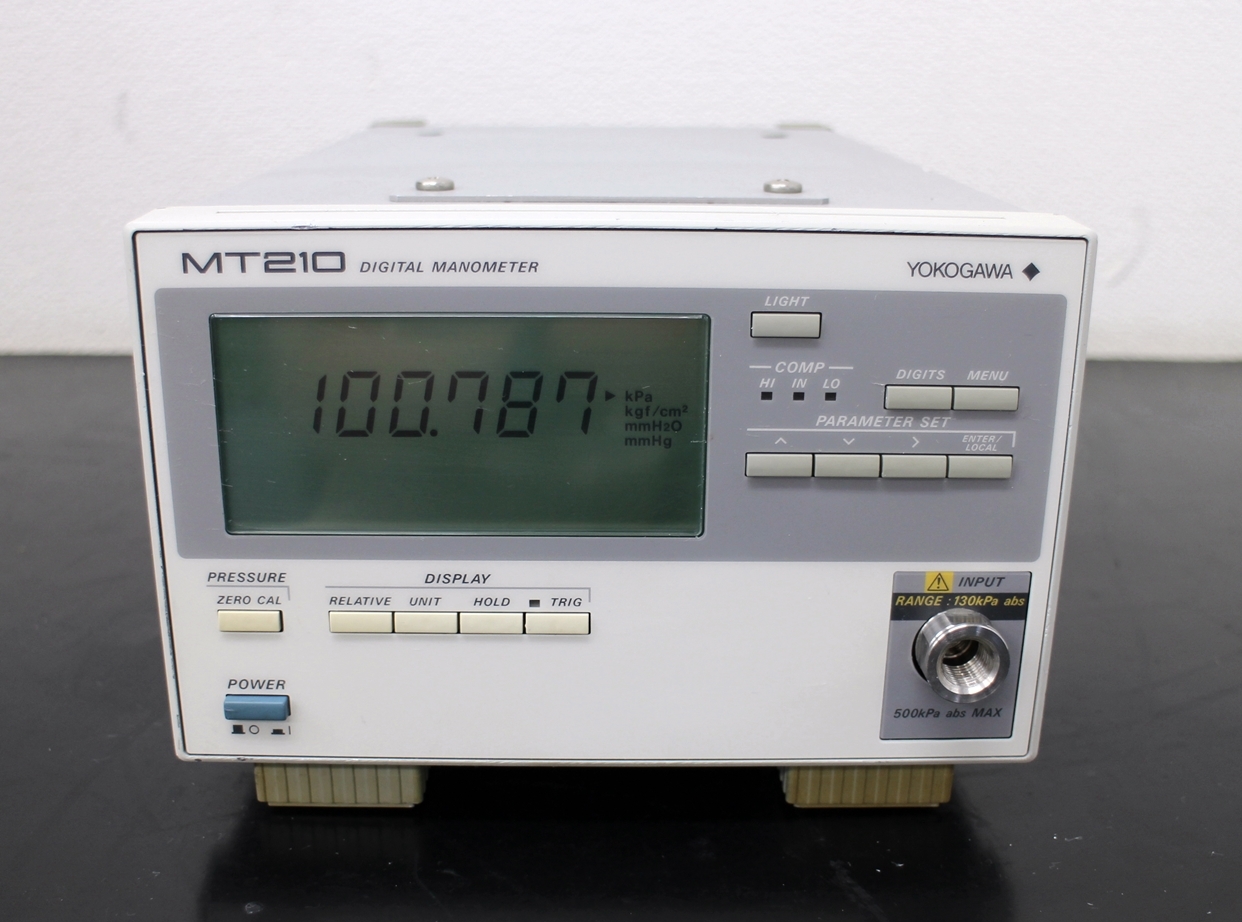 MT210 DIGITAL MANOMETER
YOKOGAWA
LIGHT
100.787
kPa
kgf/cm²
mmH2O
mmHg
COMP
HI IN LO
DIGITS MENU
PARAMETER SET
ENTER/
LOCAL
PRESSURE
ZERO CAL
DISPLAY
RELATIVE UNIT HOLD TRIG
POWER
INPUT
RANGE : 130kPa abs
500kPa abs MAX